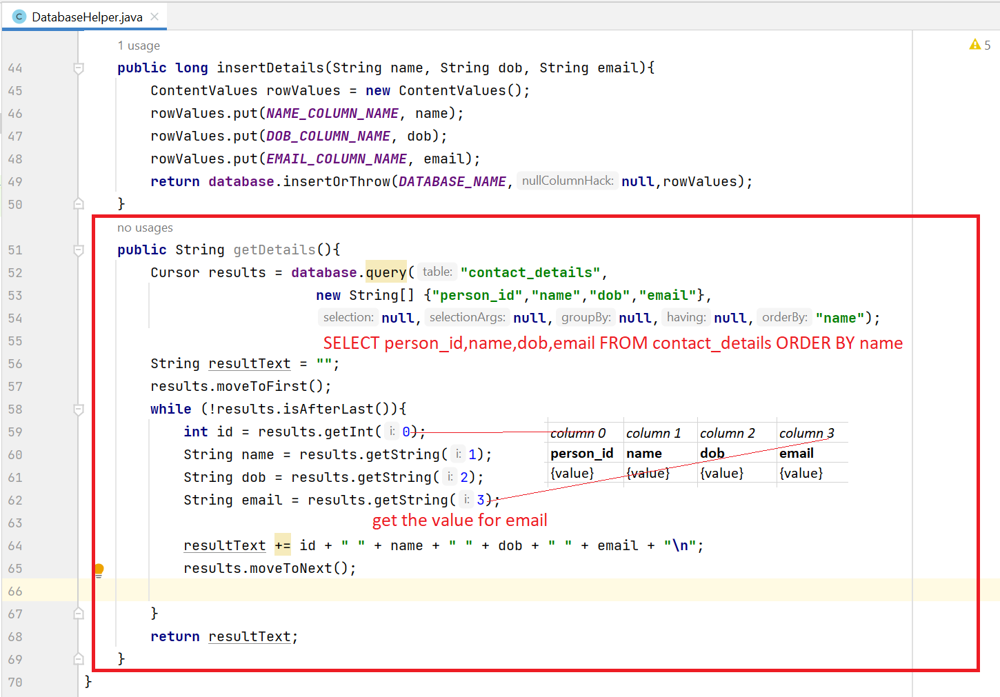 DatabaseHelper.java
1 usage
5
44 public long insertDetails(String name, String dob, String email){
45 ContentValues rowValues = new ContentValues();
46 rowValues.put(NAME_COLUMN_NAME, name);
47 rowValues.put(DOB_COLUMN_NAME, dob);
48 rowValues.put(EMAIL_COLUMN_NAME, email);
49 return database.insertOrThrow(DATABASE_NAME, nullColumnHack: null,rowValues);
50 }
no usages
51 public String getDetails(){
52 Cursor results = database.query( table: "contact_details",
53 new String[] {"person_id","name","dob","email"},
54 selection: null, selectionArgs: null, groupBy: null, having: null, orderBy: "name");
55
SELECT person_id,name,dob,email FROM contact_details ORDER BY name
56 String resultText = "";
57 results.moveToFirst();
58 while (!results.isAfterLast()){
59 int id = results.getInt( i: 0);
column 0 column 1 column 2 column 3
60 String name = results.getString( i: 1);
person_id name dob email
61 String dob = results.getString( i: 2);
{value} {value} {value} {value}
62 String email = results.getString( i: 3);
63
get the value for email
64 resultText += id + " " + name + " " + dob + " " + email + "\n";
65 results.moveToNext();
66
67 }
68 return resultText;
69 }
70 }